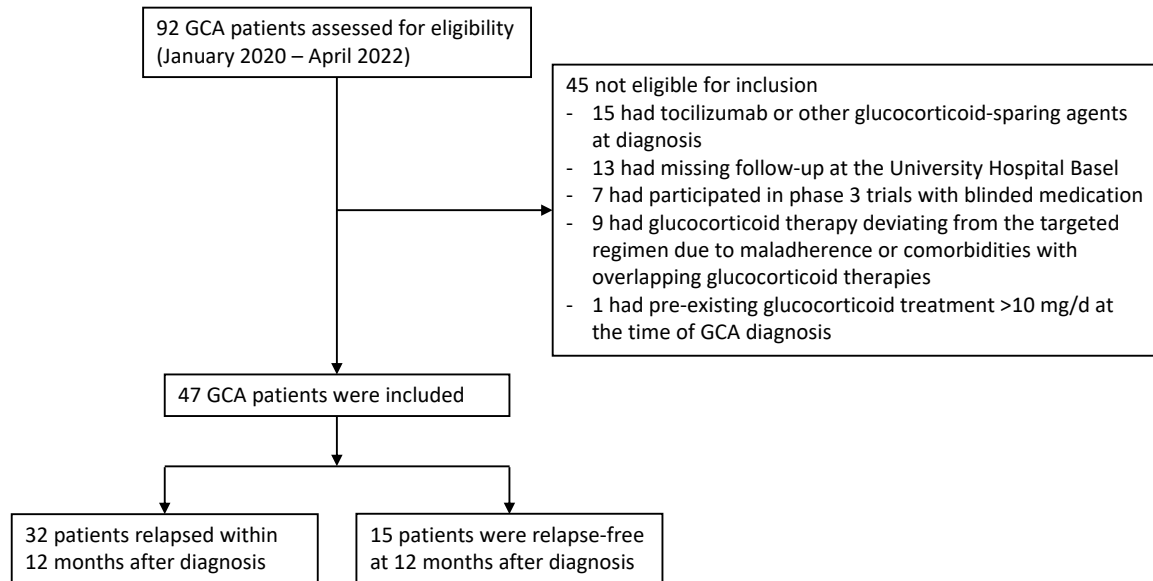 92 GCA patients assessed for eligibility
(January 2020 – April 2022)
45 not eligible for inclusion
- 15 had tocilizumab or other glucocorticoid-sparing agents
at diagnosis
- 13 had missing follow-up at the University Hospital Basel
- 7 had participated in phase 3 trials with blinded medication
- 9 had glucocorticoid therapy deviating from the targeted
regimen due to maladherence or comorbidities with
overlapping glucocorticoid therapies
- 1 had pre-existing glucocorticoid treatment >10 mg/d at
the time of GCA diagnosis
47 GCA patients were included
32 patients relapsed within
12 months after diagnosis
15 patients were relapse-free
at 12 months after diagnosis